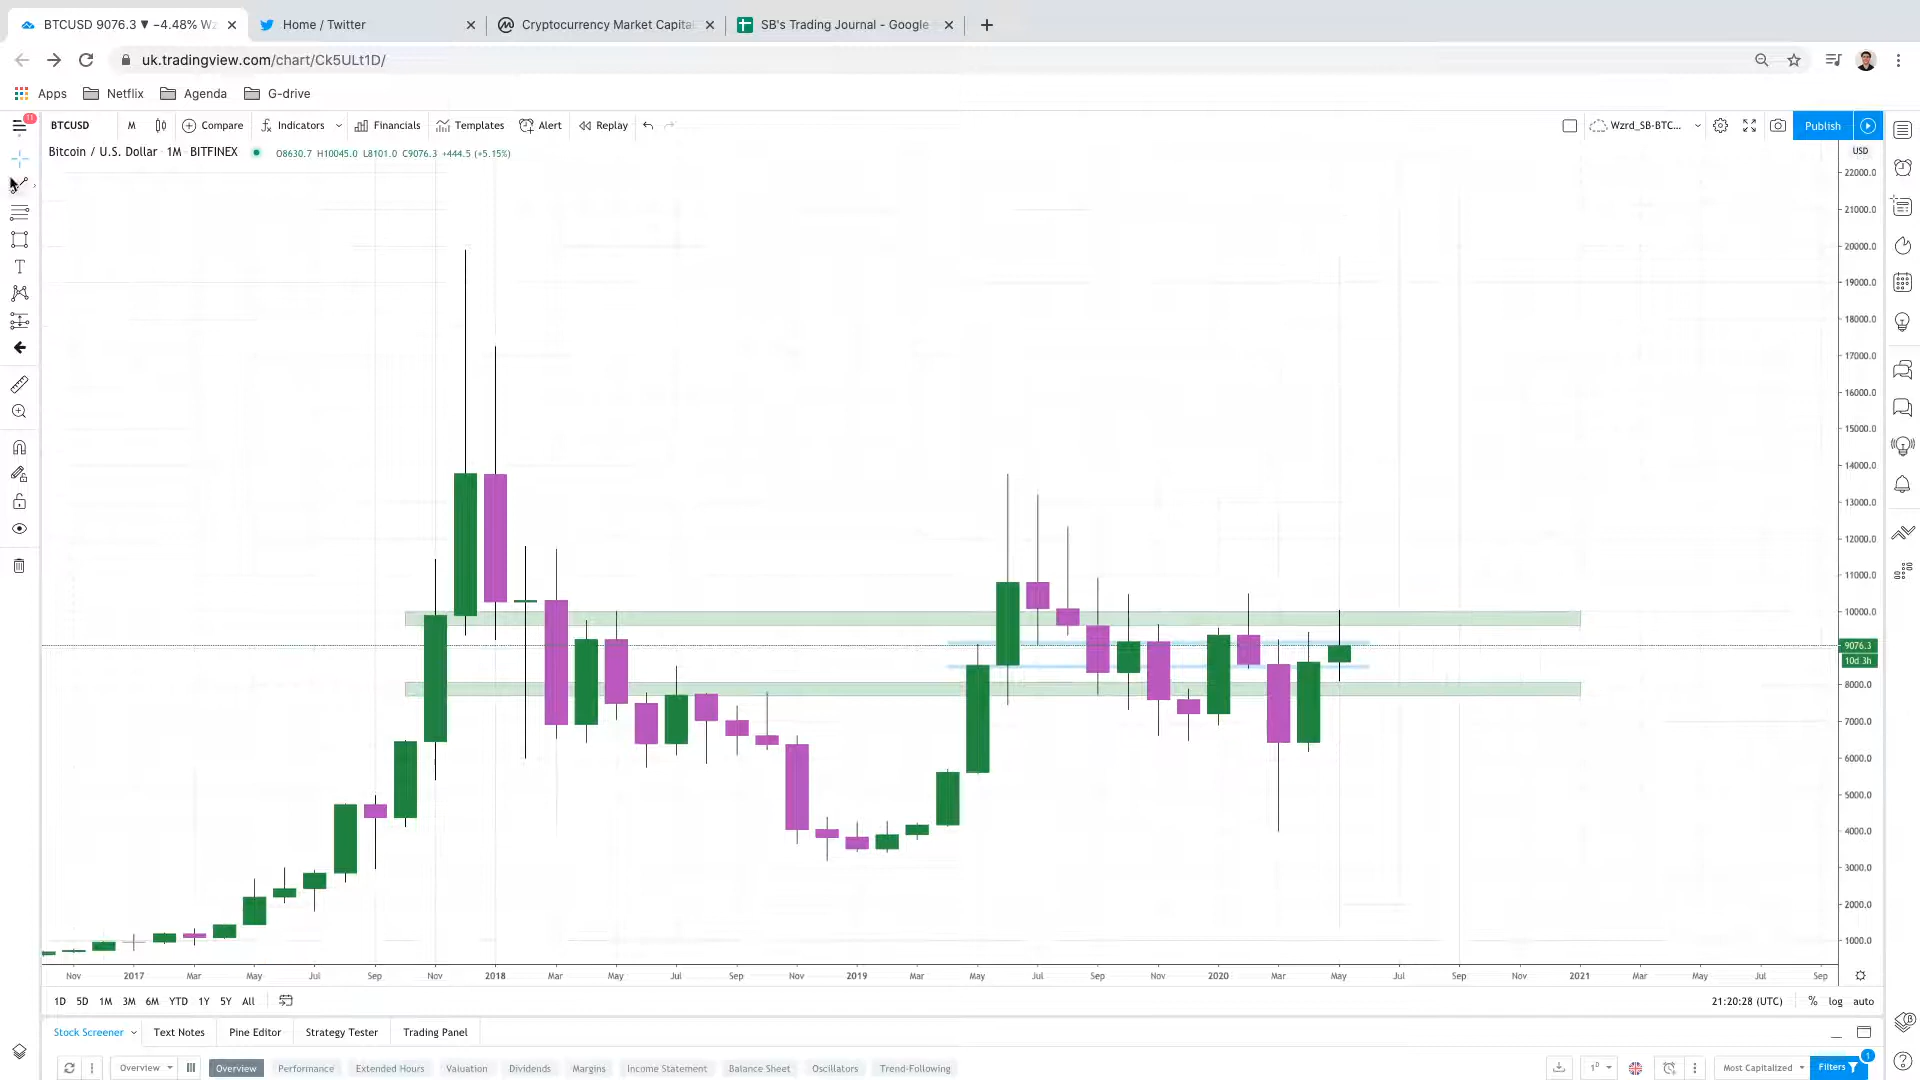 BTCUSD 9076.3 ▼ −4.48% Wz
Home / Twitter
Cryptocurrency Market Capital
SB's Trading Journal - Google
uk.tradingview.com/chart/Ck5ULt1D/
Apps Netflix Agenda G-drive
11
BTCUSD M Compare Indicators Financials Templates Alert Replay Wzrd_SB-BTC... Publish
Bitcoin / U.S. Dollar · 1M · BITFINEX O8630.7 H10045.0 L8101.0 C9076.3 +444.5 (+5.15%)
USD
22000.0
21000.0
20000.0
19000.0
18000.0
17000.0
16000.0
15000.0
14000.0
13000.0
12000.0
11000.0
10000.0
9076.3
10d 3h
8000.0
7000.0
6000.0
5000.0
4000.0
3000.0
2000.0
1000.0
Nov 2017 Mar May Jul Sep Nov 2018 Mar May Jul Sep Nov 2019 Mar May Jul Sep Nov 2020 Mar May Jul Sep Nov 2021 Mar May Jul Sep
1D 5D 1M 3M 6M YTD 1Y 5Y All 21:20:28 (UTC) % log auto
Stock Screener Text Notes Pine Editor Strategy Tester Trading Panel
Overview Overview Performance Extended Hours Valuation Dividends Margins Income Statement Balance Sheet Oscillators Trend-Following 1D Most Capitalized Filters 1